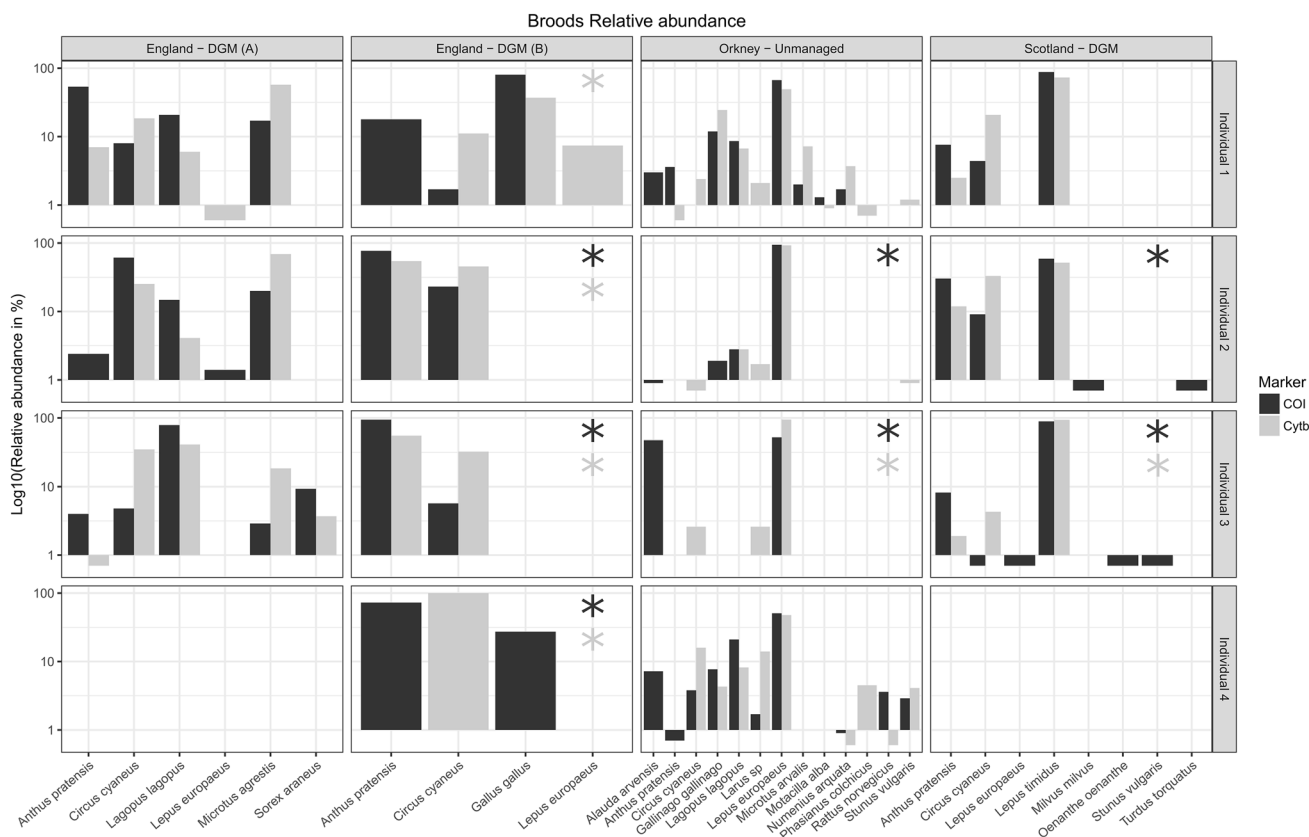 Broods Relative abundance
England − DGM (A)
England − DGM (B)
Orkney − Unmanaged
Scotland − DGM
Log10(Relative abundance in %)
100
10
1
Individual 1
100
10
1
Individual 2
100
10
1
Individual 3
100
10
1
Individual 4
Anthus pratensis
Circus cyaneus
Lagopus lagopus
Lepus europaeus
Microtus agrestis
Sorex araneus
Anthus pratensis
Circus cyaneus
Gallus gallus
Lepus europaeus
Alauda arvensis
Anthus pratensis
Circus cyaneus
Gallinago gallinago
Lagopus lagopus
Larus sp
Lepus europaeus
Microtus arvalis
Motacilla alba
Numenius arquata
Phasianus colchicus
Rattus norvegicus
Stunus vulgaris
Anthus pratensis
Circus cyaneus
Lepus europaeus
Lepus timidus
Milvus milvus
Oenanthe oenanthe
Stunus vulgaris
Turdus torquatus
Marker
COI
Cytb